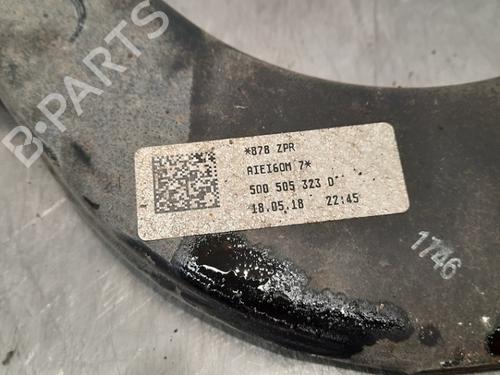 B-PARTS
*878 ZPR
AIEI60M 7*
5Q0 505 323 D
18.05.18 22:45
1746